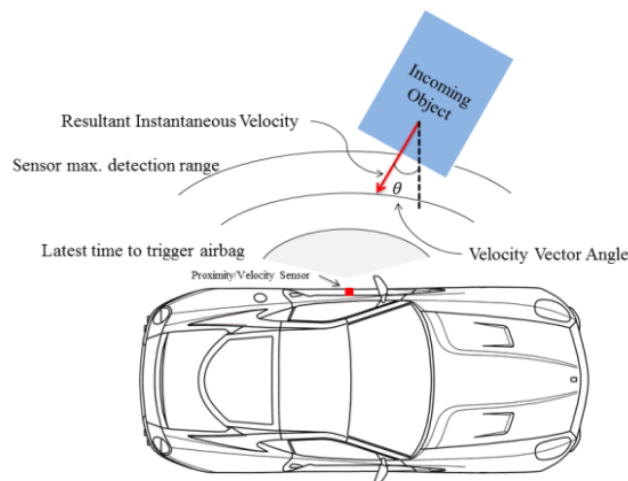 Incoming
Object
Resultant Instantaneous Velocity
Sensor max. detection range
θ
Latest time to trigger airbag
Velocity Vector Angle
Proximity/Velocity Sensor